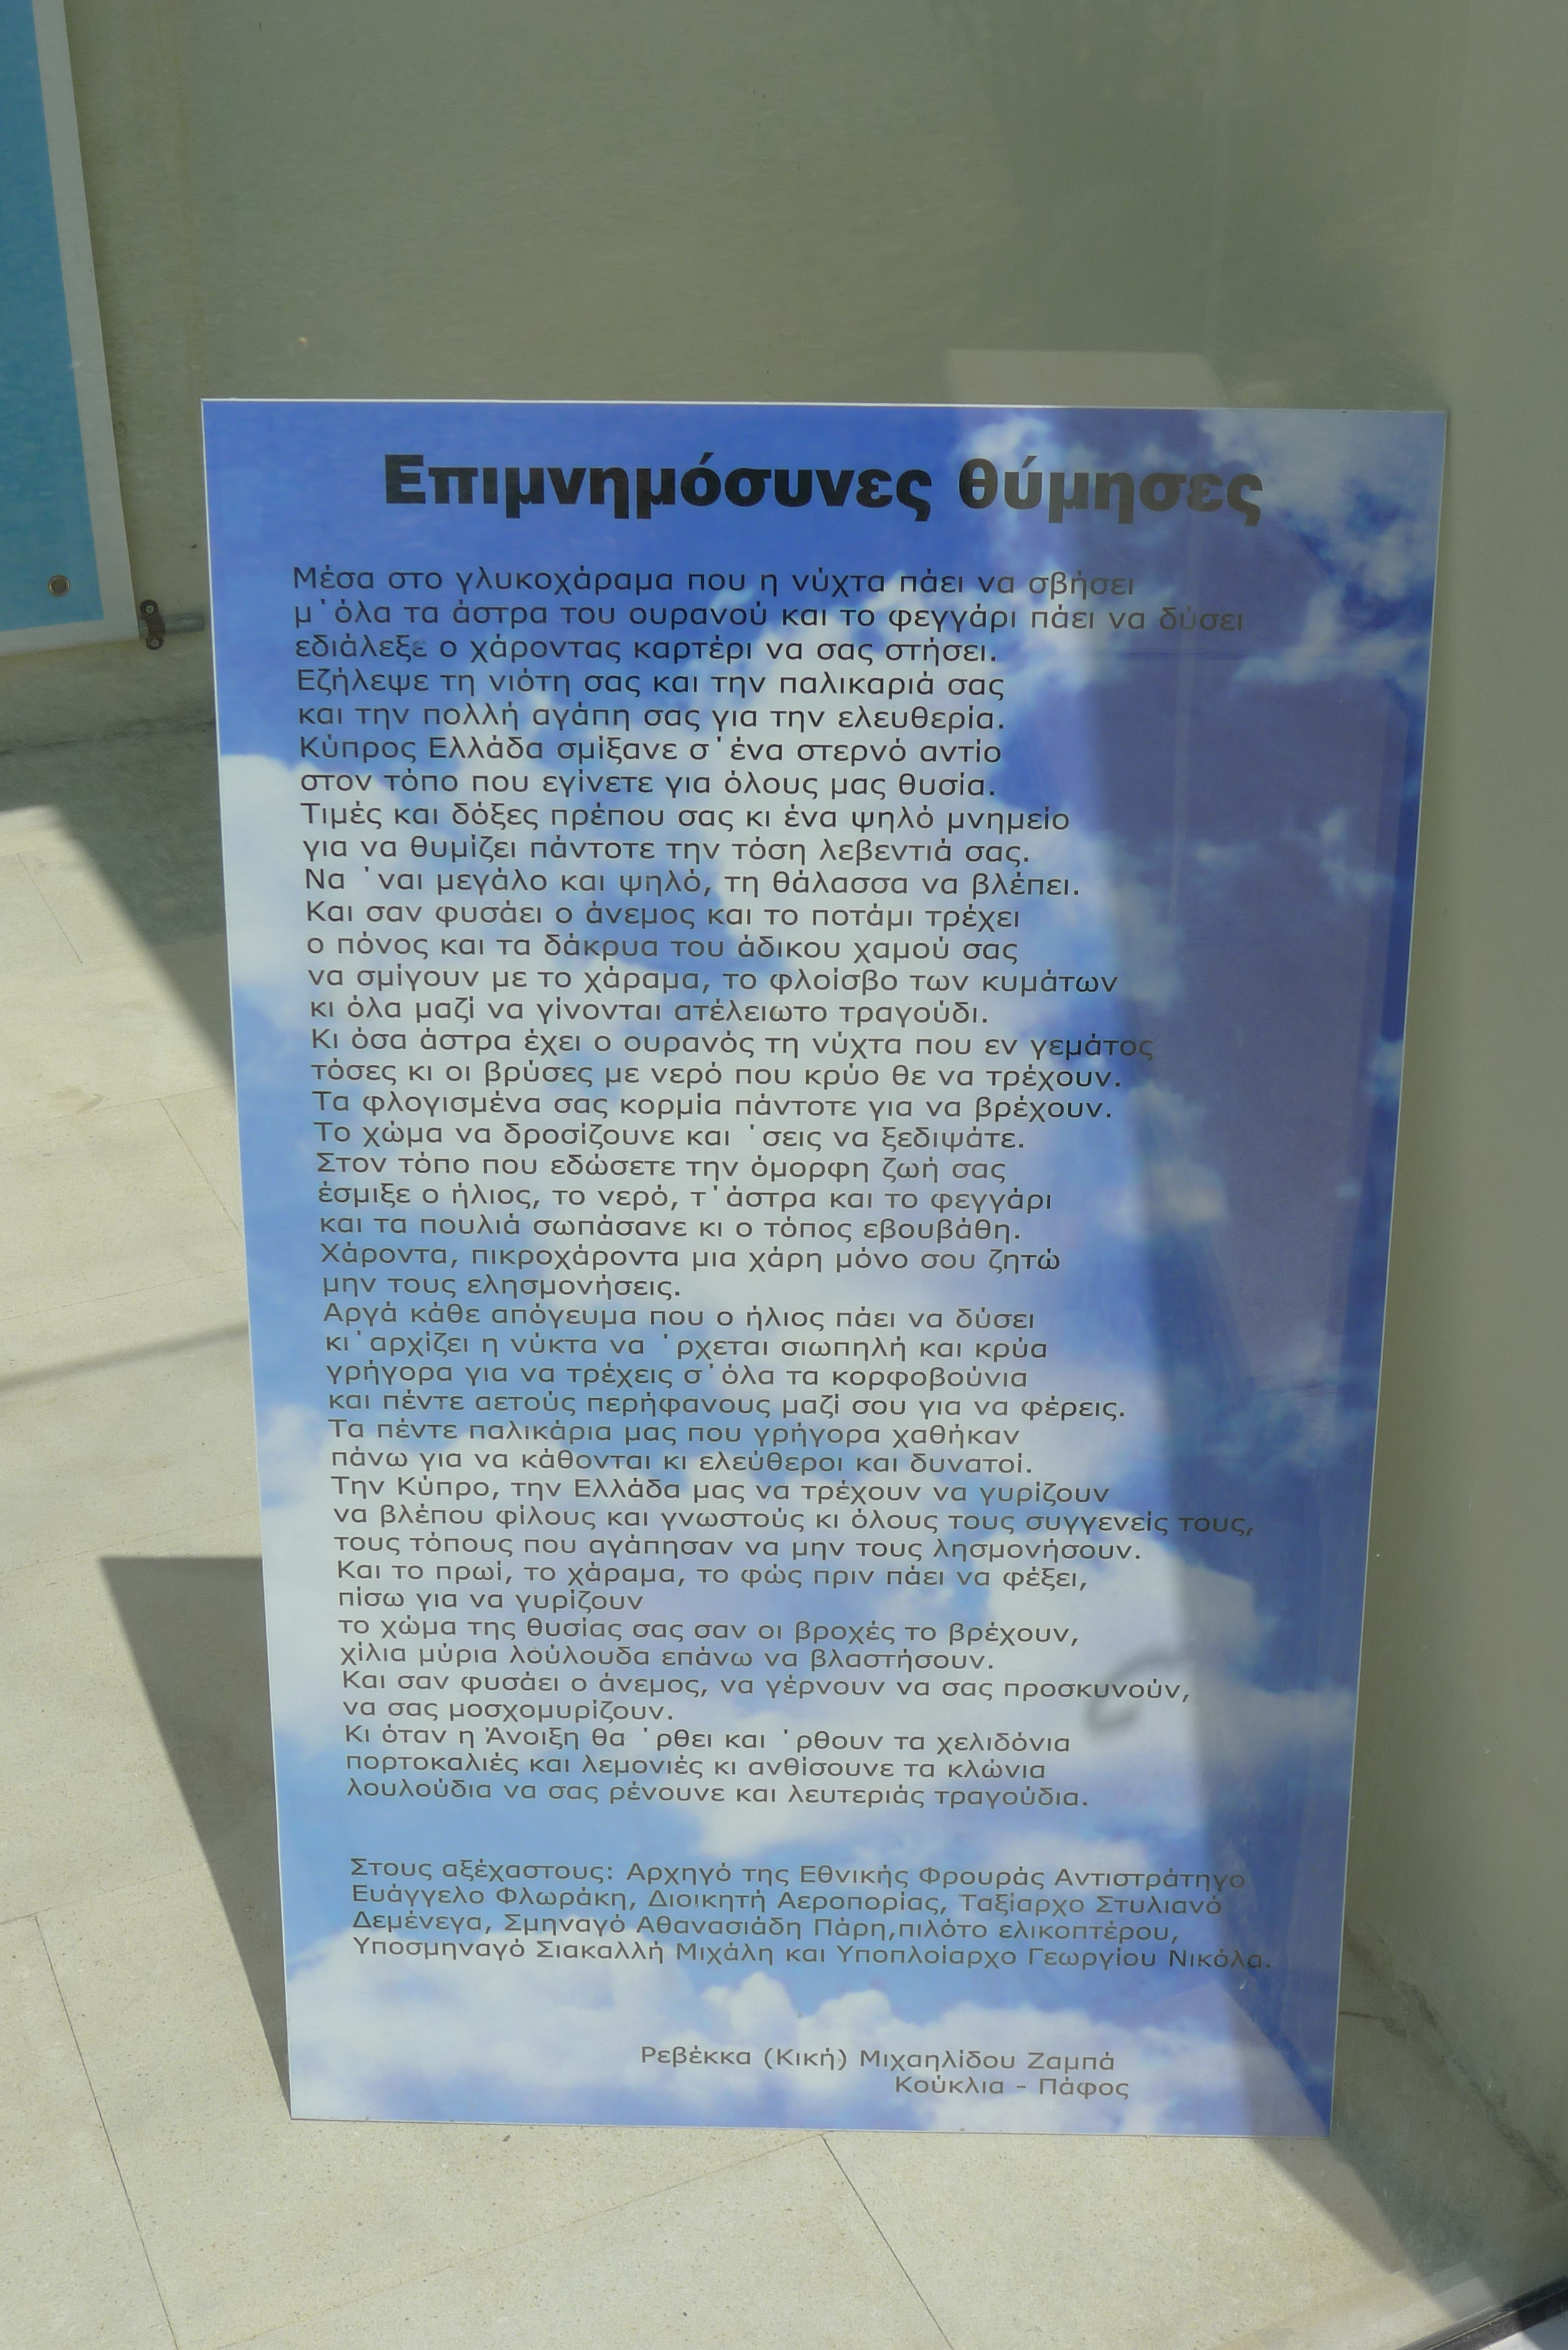 Επιμνημόσυνες θύμησες
Μέσα στο γλυκοχάραμα που η νύχτα πάει να σβήσει
μ΄όλα τα άστρα του ουρανού και το φεγγάρι πάει να δύσει
εδιάλεξε ο χάροντας καρτέρι να σας στήσει.
Εζήλεψε τη νιότη σας και την παλικαριά σας
και την πολλή αγάπη σας για την ελευθερία.
Κύπρος Ελλάδα σμίξανε σ΄ένα στερνό αντίο
στον τόπο που εγίνετε για όλους μας θυσία.
Τιμές και δόξες πρέπου σας κι ένα ψηλό μνημείο
για να θυμίζει πάντοτε την τόση λεβεντιά σας.
Να ΄ναι μεγάλο και ψηλό, τη θάλασσα να βλέπει.
Και σαν φυσάει ο άνεμος και το ποτάμι τρέχει
ο πόνος και τα δάκρυα του άδικου χαμού σας
να σμίγουν με το χάραμα, το φλοίσβο των κυμάτων
κι όλα μαζί να γίνονται ατέλειωτο τραγούδι.
Κι όσα άστρα έχει ο ουρανός τη νύχτα που εν γεμάτος
τόσες κι οι βρύσες με νερό που κρύο θε να τρέχουν.
Τα φλογισμένα σας κορμία πάντοτε για να βρέχουν.
Το χώμα να δροσίζουνε και ΄σεις να ξεδιψάτε.
Στον τόπο που εδώσετε την όμορφη ζωή σας
έσμιξε ο ήλιος, το νερό, τ΄άστρα και το φεγγάρι
και τα πουλιά σωπάσανε κι ο τόπος εβουβάθη.
Χάροντα, πικροχάροντα μια χάρη μόνο σου ζητώ
μην τους ελησμονήσεις.
Αργά κάθε απόγευμα που ο ήλιος πάει να δύσει
κι΄αρχίζει η νύκτα να ΄ρχεται σιωπηλή και κρύα
γρήγορα για να τρέχεις σ΄όλα τα κορφοβούνια
και πέντε αετούς περήφανους μαζί σου για να φέρεις.
Τα πέντε παλικάρια μας που γρήγορα χαθήκαν
πάνω για να κάθονται κι ελεύθεροι και δυνατοί.
Την Κύπρο, την Ελλάδα μας να τρέχουν να γυρίζουν
να βλέπου φίλους και γνωστούς κι όλους τους συγγενείς τους,
τους τόπους που αγάπησαν να μην τους λησμονήσουν.
Και το πρωί, το χάραμα, το φώς πριν πάει να φέξει,
πίσω για να γυρίζουν
το χώμα της θυσίας σας σαν οι βροχές το βρέχουν,
χίλια μύρια λούλουδα επάνω να βλαστήσουν.
Και σαν φυσάει ο άνεμος, να γέρνουν να σας προσκυνούν,
να σας μοσχομυρίζουν.
Κι όταν η Άνοιξη θα ΄ρθει και ΄ρθουν τα χελιδόνια
πορτοκαλιές και λεμονιές κι ανθίσουνε τα κλώνια
λουλούδια να σας ρένουνε και λευτεριάς τραγούδια.
Στους αξέχαστους: Αρχηγό της Εθνικής Φρουράς Αντιστράτηγο
Ευάγγελο Φλωράκη, Διοικητή Αεροπορίας, Ταξίαρχο Στυλιανό
Δεμένεγα, Σμηναγό Αθανασιάδη Πάρη,πιλότο ελικοπτέρου,
Υποσμηναγό Σιακαλλή Μιχάλη και Υποπλοίαρχο Γεωργίου Νικόλα.
Ρεβέκκα (Κική) Μιχαηλίδου Ζαμπά
Κούκλια - Πάφος